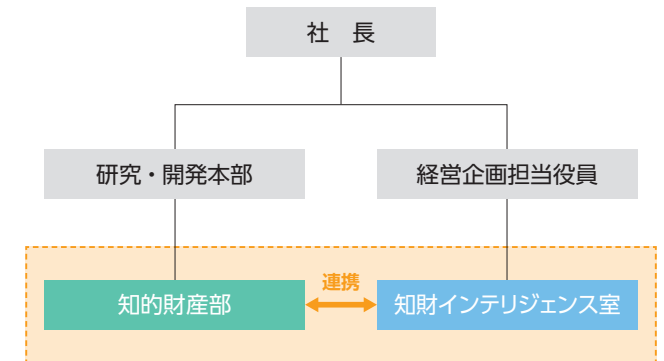 社　長
研究・開発本部
経営企画担当役員
連携
知的財産部
知財インテリジェンス室